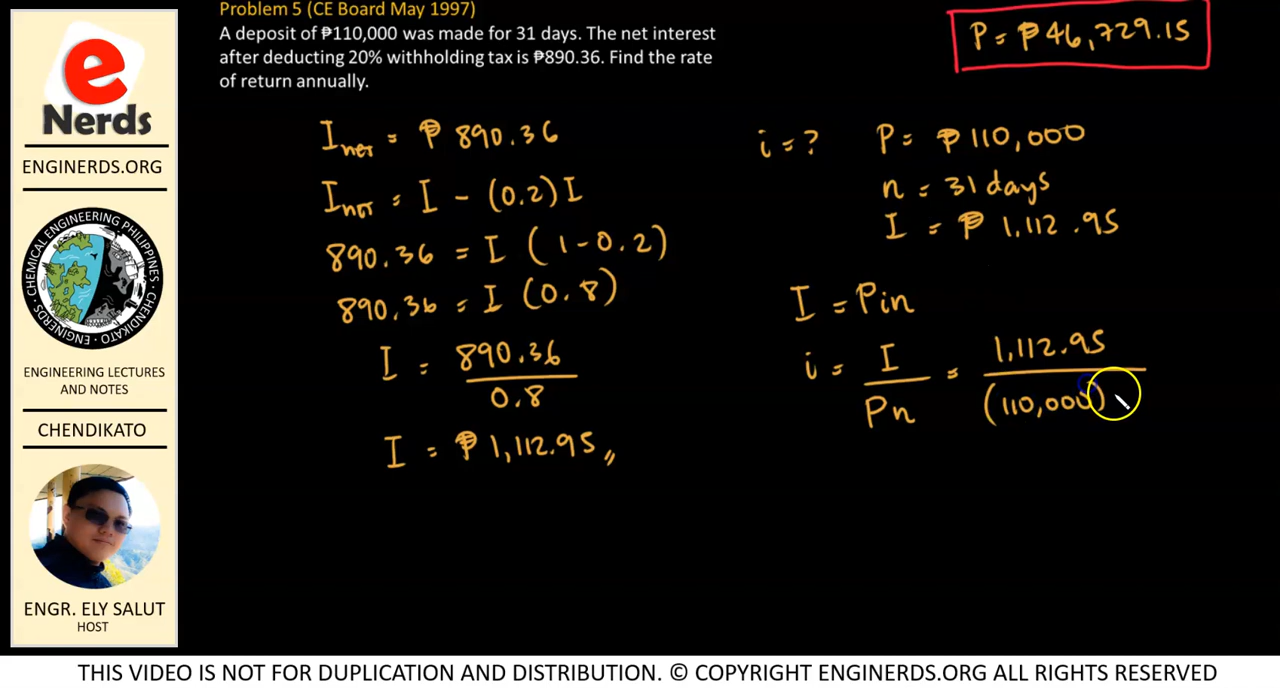 Problem 5 (CE Board May 1997)
A deposit of ₱110,000 was made for 31 days. The net interest
after deducting 20% withholding tax is ₱890.36. Find the rate
of return annually.
P = ₱46,729.15
e
Nerds
ENGINERDS.ORG
CHEMICAL ENGINEERING PHILIPPINES • CHENDIKATO • ENGINERDS •
ENGINEERING LECTURES
AND NOTES
CHENDIKATO
ENGR. ELY SALUT
HOST
I net = ₱ 890.36
I net = I - (0.2) I
890.36 = I (1-0.2)
890.36 = I (0.8)
I = 890.36 / 0.8
I = ₱ 1,112.95 "
i = ? P = ₱ 110,000
n = 31 days
I = ₱ 1,112.95
I = Pin
i = I / Pn = 1,112.95 / (110,000)
THIS VIDEO IS NOT FOR DUPLICATION AND DISTRIBUTION. © COPYRIGHT ENGINERDS.ORG ALL RIGHTS RESERVED